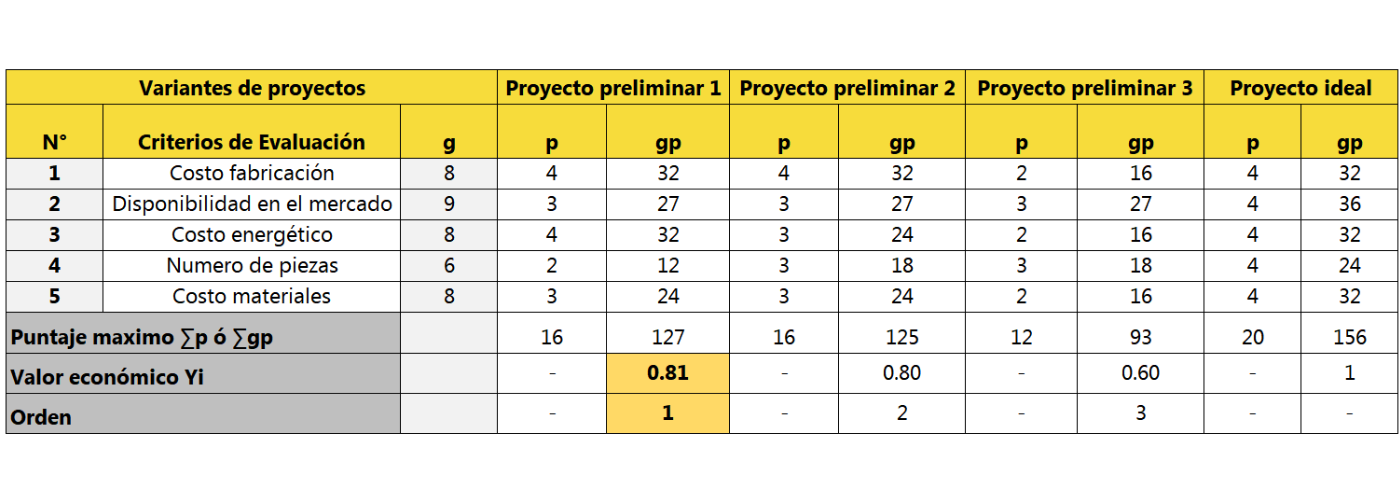 Variantes de proyectos Proyecto preliminar 1 Proyecto preliminar 2 Proyecto preliminar 3 Proyecto ideal
N° Criterios de Evaluación g p gp p gp p gp p gp
1 Costo fabricación 8 4 32 4 32 2 16 4 32
2 Disponibilidad en el mercado 9 3 27 3 27 3 27 4 36
3 Costo energético 8 4 32 3 24 2 16 4 32
4 Numero de piezas 6 2 12 3 18 3 18 4 24
5 Costo materiales 8 3 24 3 24 2 16 4 32
Puntaje maximo ∑p ó ∑gp 16 127 16 125 12 93 20 156
Valor económico Yi - 0.81 - 0.80 - 0.60 - 1
Orden - 1 - 2 - 3 - -